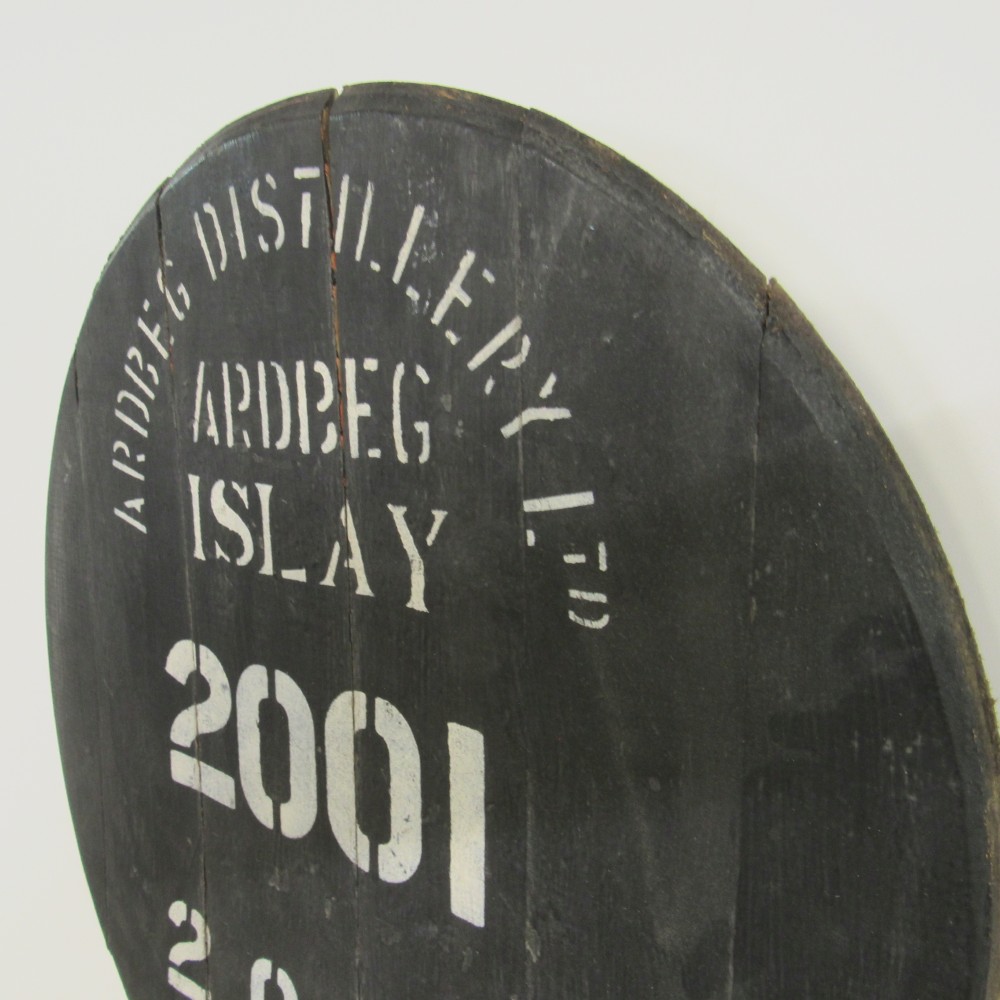 ARDBEG DISTILLERY LTD
ARDBEG
ISLAY
2001